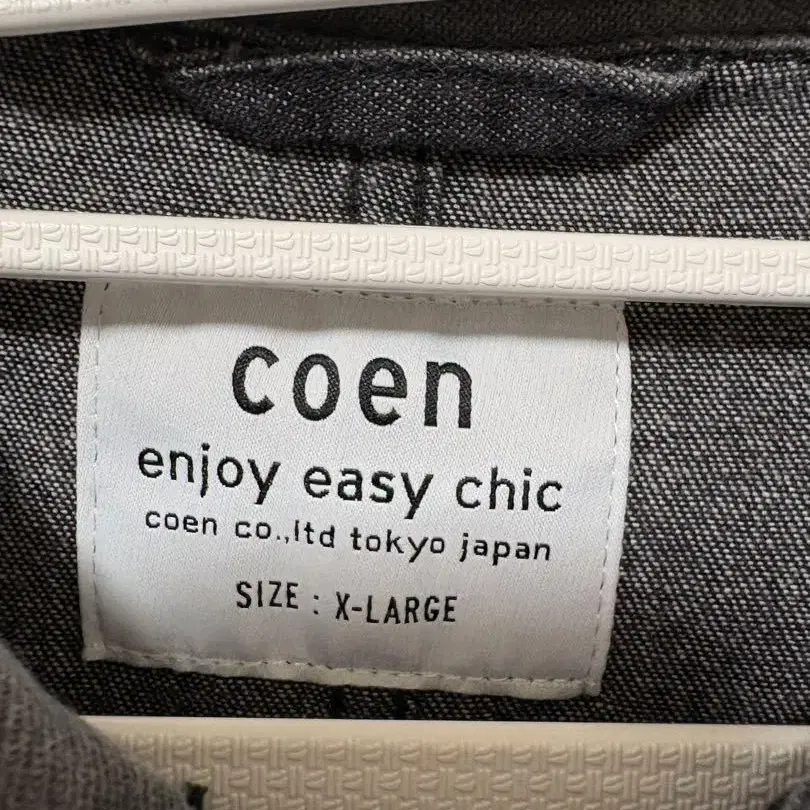 coen
enjoy easy chic
coen co.,ltd tokyo japan
SIZE : X-LARGE